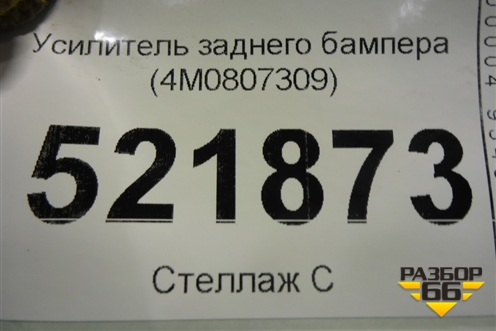 Усилитель заднего бампера
(4M0807309)
521873
Стеллаж С
РАЗБОР
66